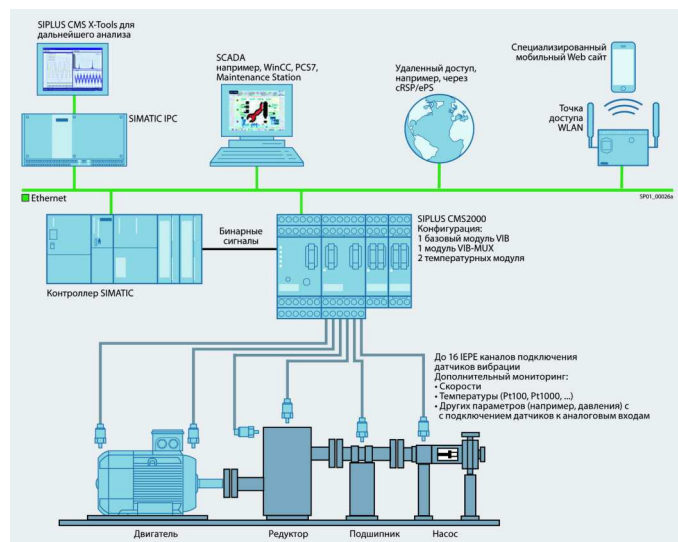 SIPLUS CMS X-Tools для
дальнейшего анализа
SIMATIC IPC
SCADA
например, WinCC, PCS7,
Maintenance Station
Удаленный доступ,
например, через
cRSP/ePS
Специализированный
мобильный Web сайт
Точка
доступа
WLAN
Ethernet
SP01_00026a
Бинарные
сигналы
SIPLUS CMS2000
Конфигурация:
1 базовый модуль VIB
1 модуль VIB-MUX
2 температурных модуля
Контроллер SIMATIC
До 16 IEPE каналов подключения
датчиков вибрации
Дополнительный мониторинг:
• Скорости
• Температуры (Pt100, Pt1000, ...)
• Других параметров (например, давления) с
с подключением датчиков к аналоговым входам
Двигатель
Редуктор
Подшипник
Насос